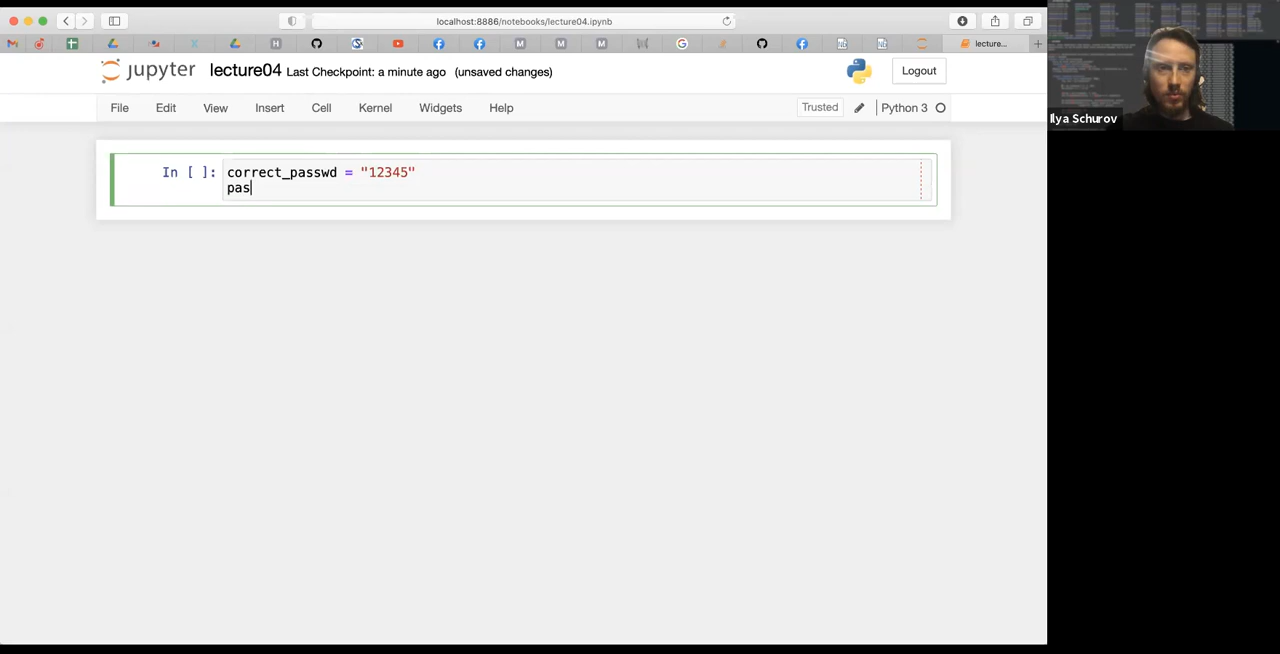 localhost:8886/notebooks/lecture04.ipynb
lecture...
jupyter lecture04 Last Checkpoint: a minute ago (unsaved changes)
Logout
File Edit View Insert Cell Kernel Widgets Help
Trusted Python 3
In [ ]: correct_passwd = "12345"
pas
Ilya Schurov